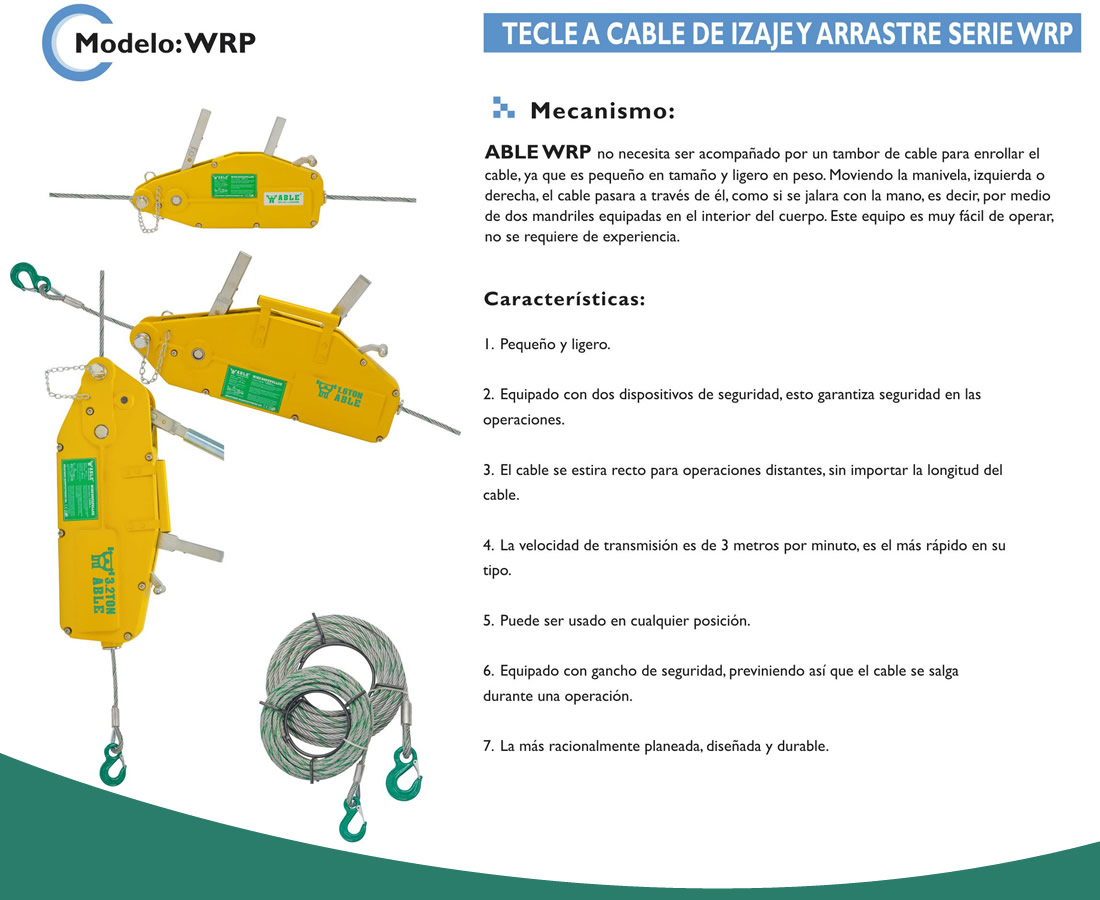 Modelo: WRP
TECLE A CABLE DE IZAJE Y ARRASTRE SERIE WRP
Mecanismo:
ABLE WRP no necesita ser acompañado por un tambor de cable para enrollar el
cable, ya que es pequeño en tamaño y ligero en peso. Moviendo la manivela, izquierda o
derecha, el cable pasara a través de él, como si se jalara con la mano, es decir, por medio
de dos mandriles equipadas en el interior del cuerpo. Este equipo es muy fácil de operar,
no se requiere de experiencia.
Características:
1. Pequeño y ligero.
2. Equipado con dos dispositivos de seguridad, esto garantiza seguridad en las
operaciones.
3. El cable se estira recto para operaciones distantes, sin importar la longitud del
cable.
4. La velocidad de transmisión es de 3 metros por minuto, es el más rápido en su
tipo.
5. Puede ser usado en cualquier posición.
6. Equipado con gancho de seguridad, previniendo así que el cable se salga
durante una operación.
7. La más racionalmente planeada, diseñada y durable.
ABLE
ABLE
1.6TON
ABLE
ABLE
3.2TON
ABLE